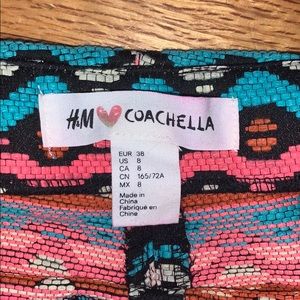 H&M COACHELLA
EUR 38
US 8
CA 8
CN 165/72A
MX 8
Made in
China
Fabriqué en
Chine